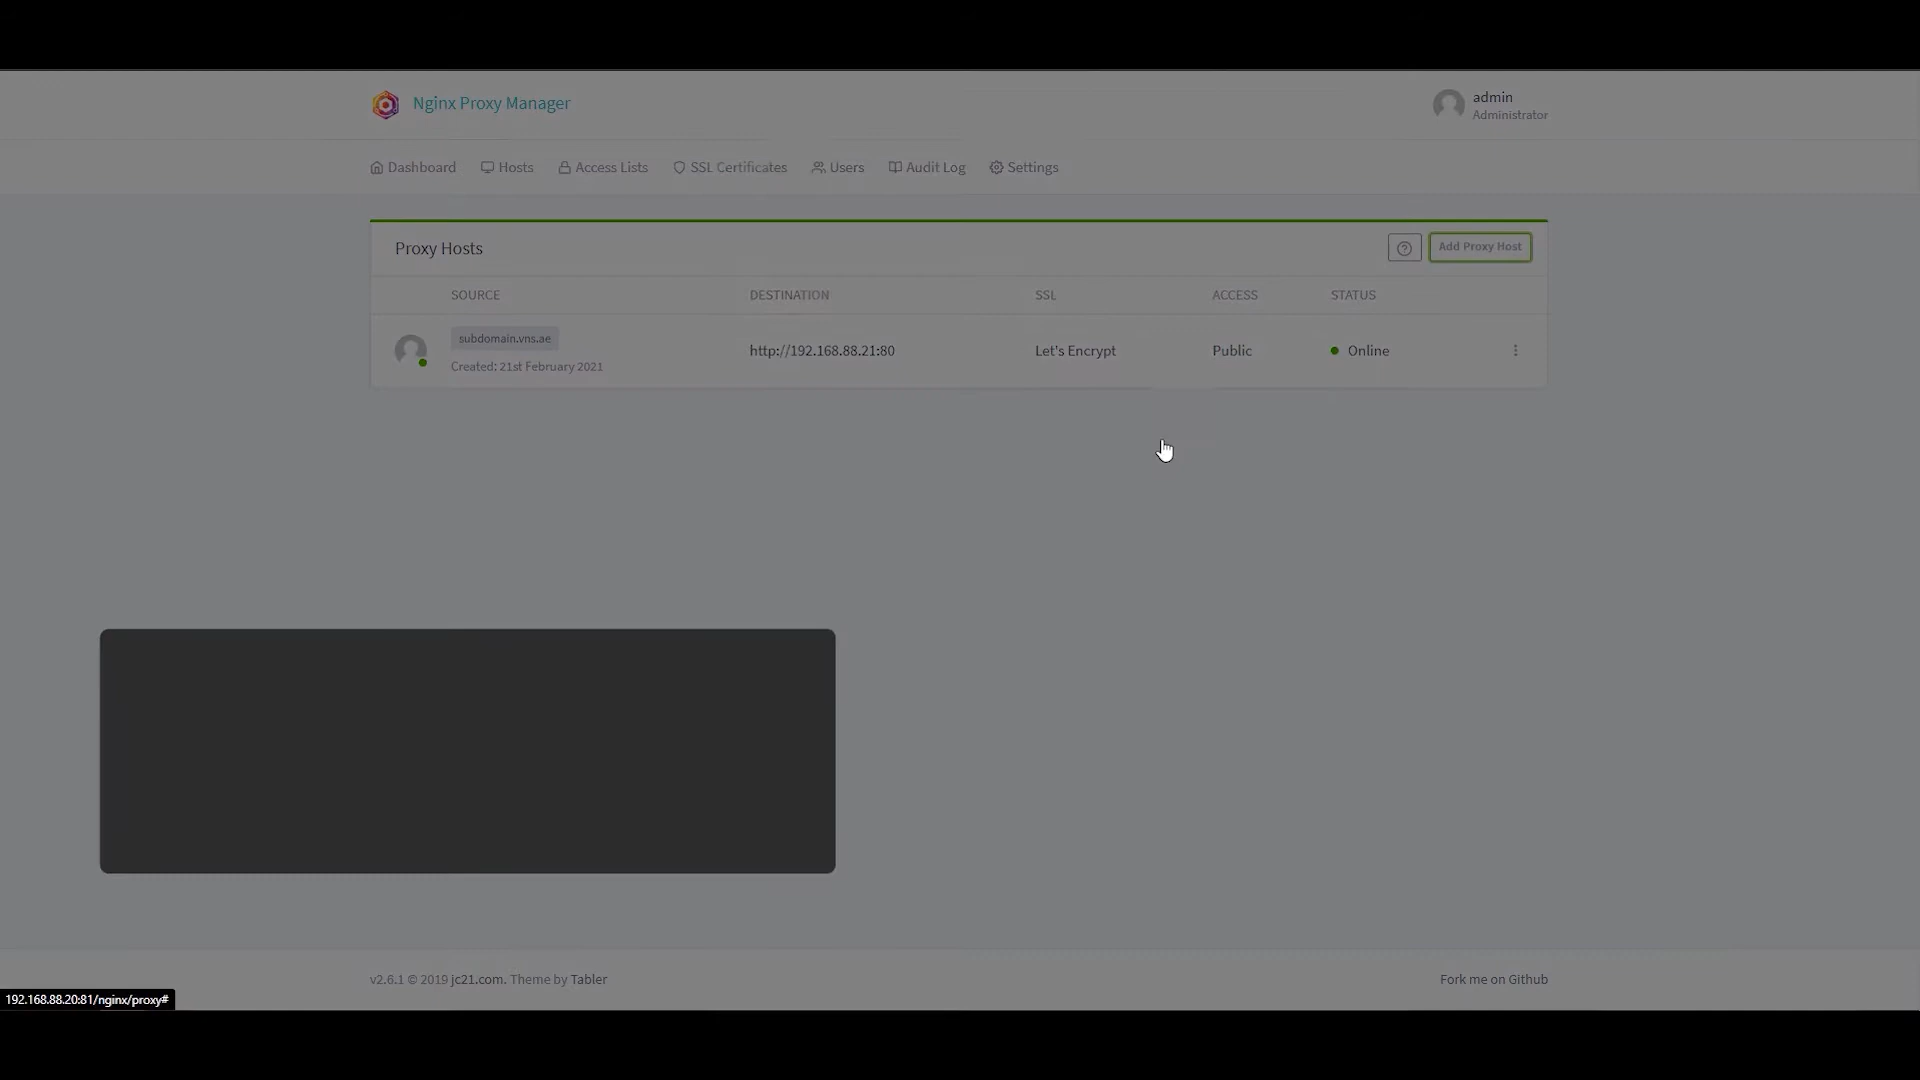 Nginx Proxy Manager
admin
Administrator
Dashboard Hosts Access Lists SSL Certificates Users Audit Log Settings
Proxy Hosts
Add Proxy Host
SOURCE DESTINATION SSL ACCESS STATUS
subdomain.vns.ae
Created: 21st February 2021
http://192.168.88.21:80 Let's Encrypt Public Online
v2.6.1 © 2019 jc21.com. Theme by Tabler
Fork me on Github
192.168.88.20:81/nginx/proxy#